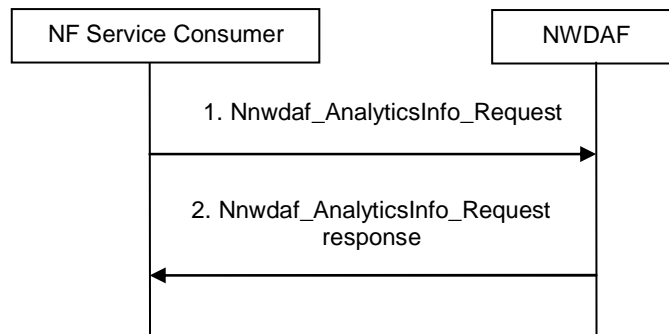 NF Service Consumer
NWDAF
1. Nnwdaf_AnalyticsInfo_Request
2. Nnwdaf_AnalyticsInfo_Request
response